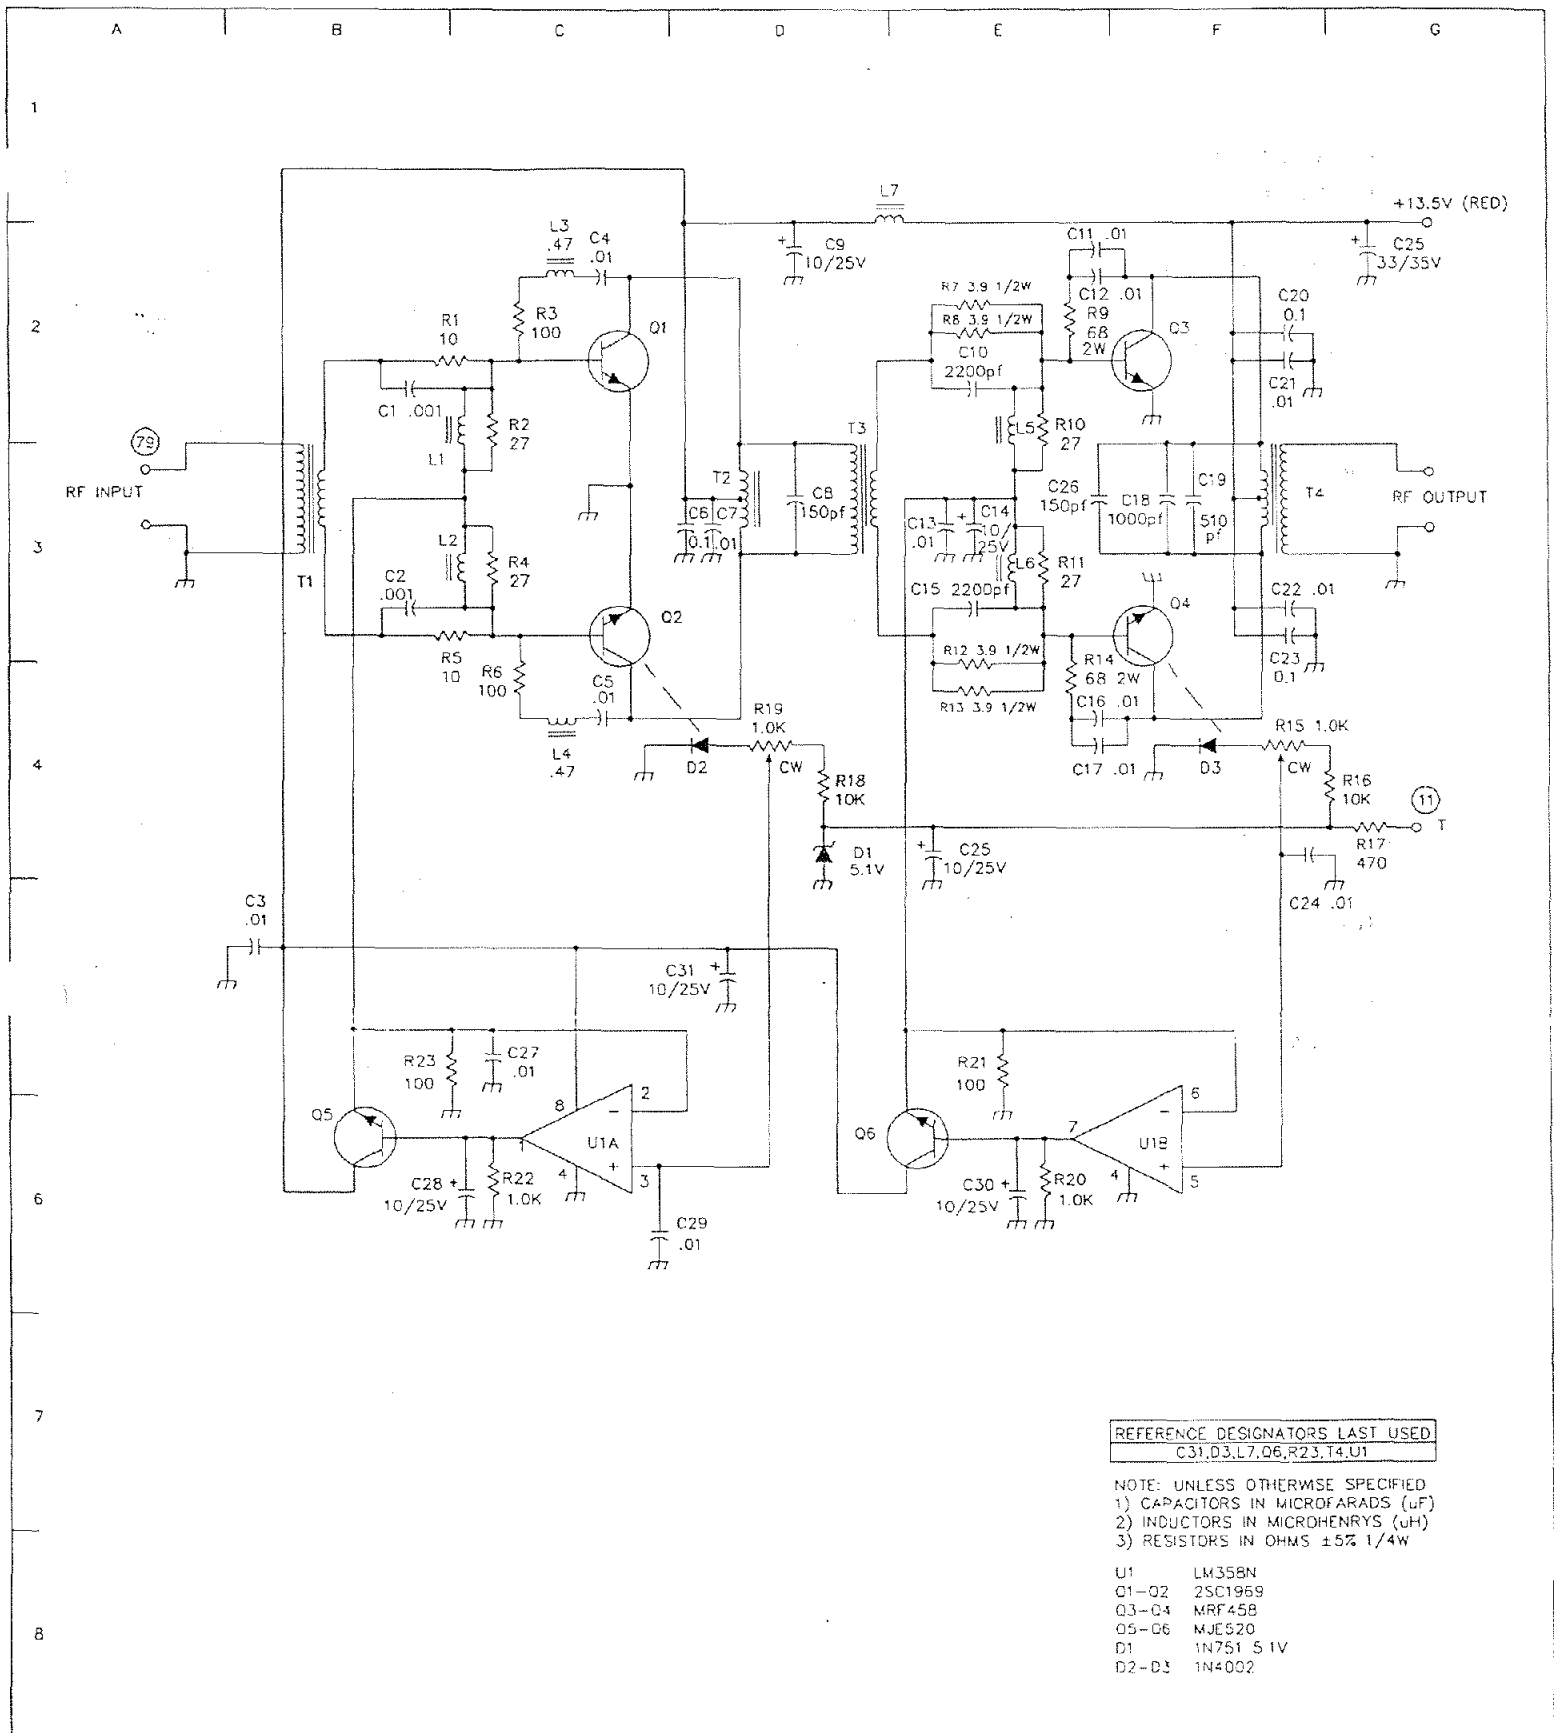 A B C D E F G
1
2
3
4
6
7
8
L7
+13.5V (RED)
L3
.47
C4
.01
C9
10/25V
C11 .01
C12 .01
C25
33/35V
R1
10
R3
100
Q1
R7 3.9 1/2W
R8 3.9 1/2W
C10
2200pf
R9
68
2W
Q3
C20
0.1
C21
.01
C1 .001
R2
27
L1
79
RF INPUT
T1
T2
T3
C8
150pf
L5
R10
27
C26
150pf
C18
1000pf
C19
510
pf
T4
RF OUTPUT
C6
0.1
C7
.01
C13
.01
C14
10/
25V
L2
R4
27
C2
.001
L6
R11
27
C15 2200pf
Q4
C22 .01
R5
10
R6
100
C5
.01
Q2
R12 3.9 1/2W
R13 3.9 1/2W
R14
68 2W
C16 .01
C17 .01
C23
0.1
L4
.47
D2
R19
1.0K
CW
R18
10K
D3
R15 1.0K
CW
R16
10K
11
T
R17
470
D1
5.1V
C25
10/25V
C24 .01
C3
.01
C31
10/25V
R23
100
C27
.01
R21
100
Q5
8
2
1
U1A
4
3
Q6
7
6
U1B
4
5
C28
10/25V
R22
1.0K
C29
.01
C30
10/25V
R20
1.0K
REFERENCE DESIGNATORS LAST USED
C31,D3,L7,Q6,R23,T4,U1
NOTE: UNLESS OTHERWISE SPECIFIED
1) CAPACITORS IN MICROFARADS (uF)
2) INDUCTORS IN MICROHENRYS (uH)
3) RESISTORS IN OHMS ±5% 1/4W
U1 LM358N
Q1-Q2 2SC1969
Q3-Q4 MRF458
Q5-Q6 MJE520
D1 1N751 5.1V
D2-D3 1N4002